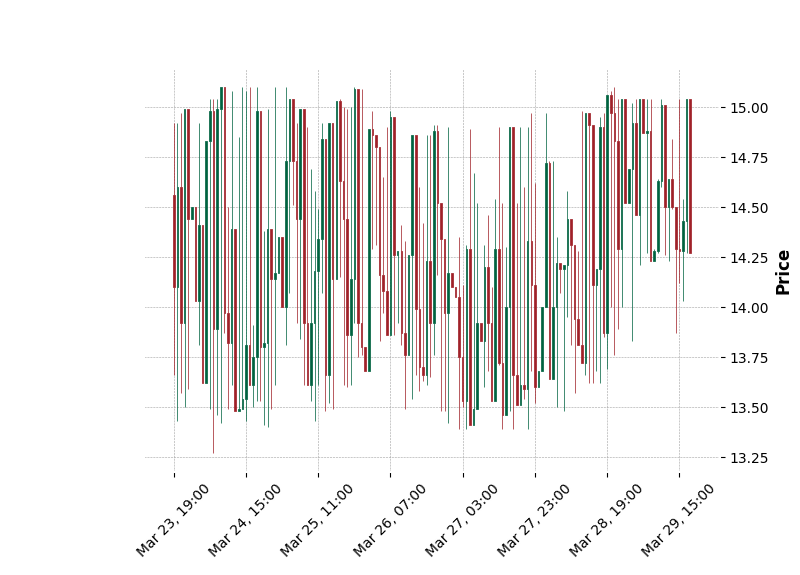 15.00
14.75
14.50
14.25
14.00
13.75
13.50
13.25
Price
Mar 23, 19:00
Mar 24, 15:00
Mar 25, 11:00
Mar 26, 07:00
Mar 27, 03:00
Mar 27, 23:00
Mar 28, 19:00
Mar 29, 15:00